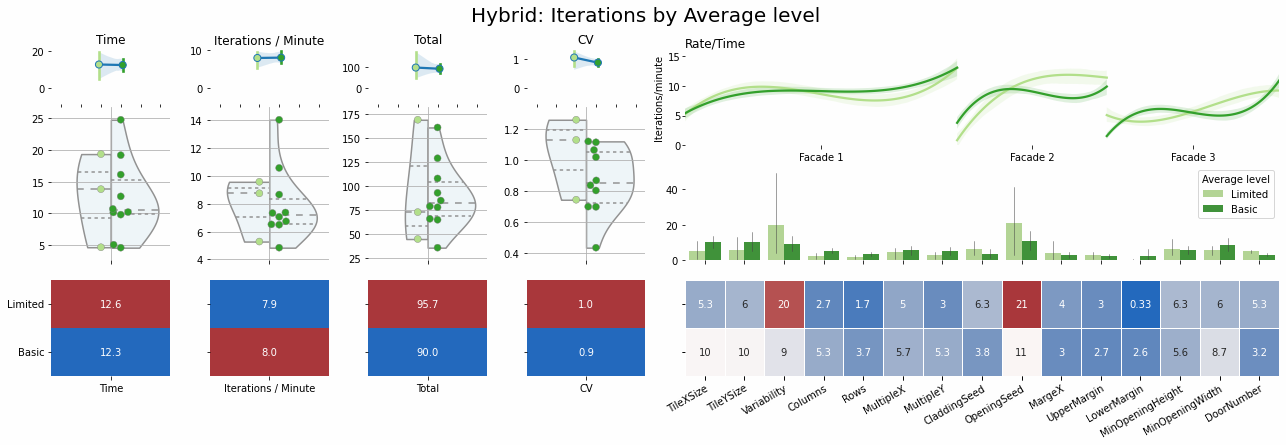 Hybrid: Iterations by Average level
Time
Iterations / Minute
Total
CV
Rate/Time
20
0
10
0
100
0
1
0
Iterations/minute
15
10
5
0
Facade 1
Facade 2
Facade 3
25
20
15
10
5
14
12
10
8
6
4
175
150
125
100
75
50
25
1.2
1.0
0.8
0.6
0.4
40
20
0
Average level
Limited
Basic
Limited
12.6
7.9
95.7
1.0
5.3 6 20 2.7 1.7 5 3 6.3 21 4 3 0.33 6.3 6 5.3
Basic
12.3
8.0
90.0
0.9
10 10 9 5.3 3.7 5.7 5.3 3.8 11 3 2.7 2.6 5.6 8.7 3.2
Time
Iterations / Minute
Total
CV
TileXSize
TileYSize
Variability
Columns
Rows
MultipleX
MultipleY
CladdingSeed
OpeningSeed
MargeX
UpperMargin
LowerMargin
MinOpeningHeight
MinOpeningWidth
DoorNumber